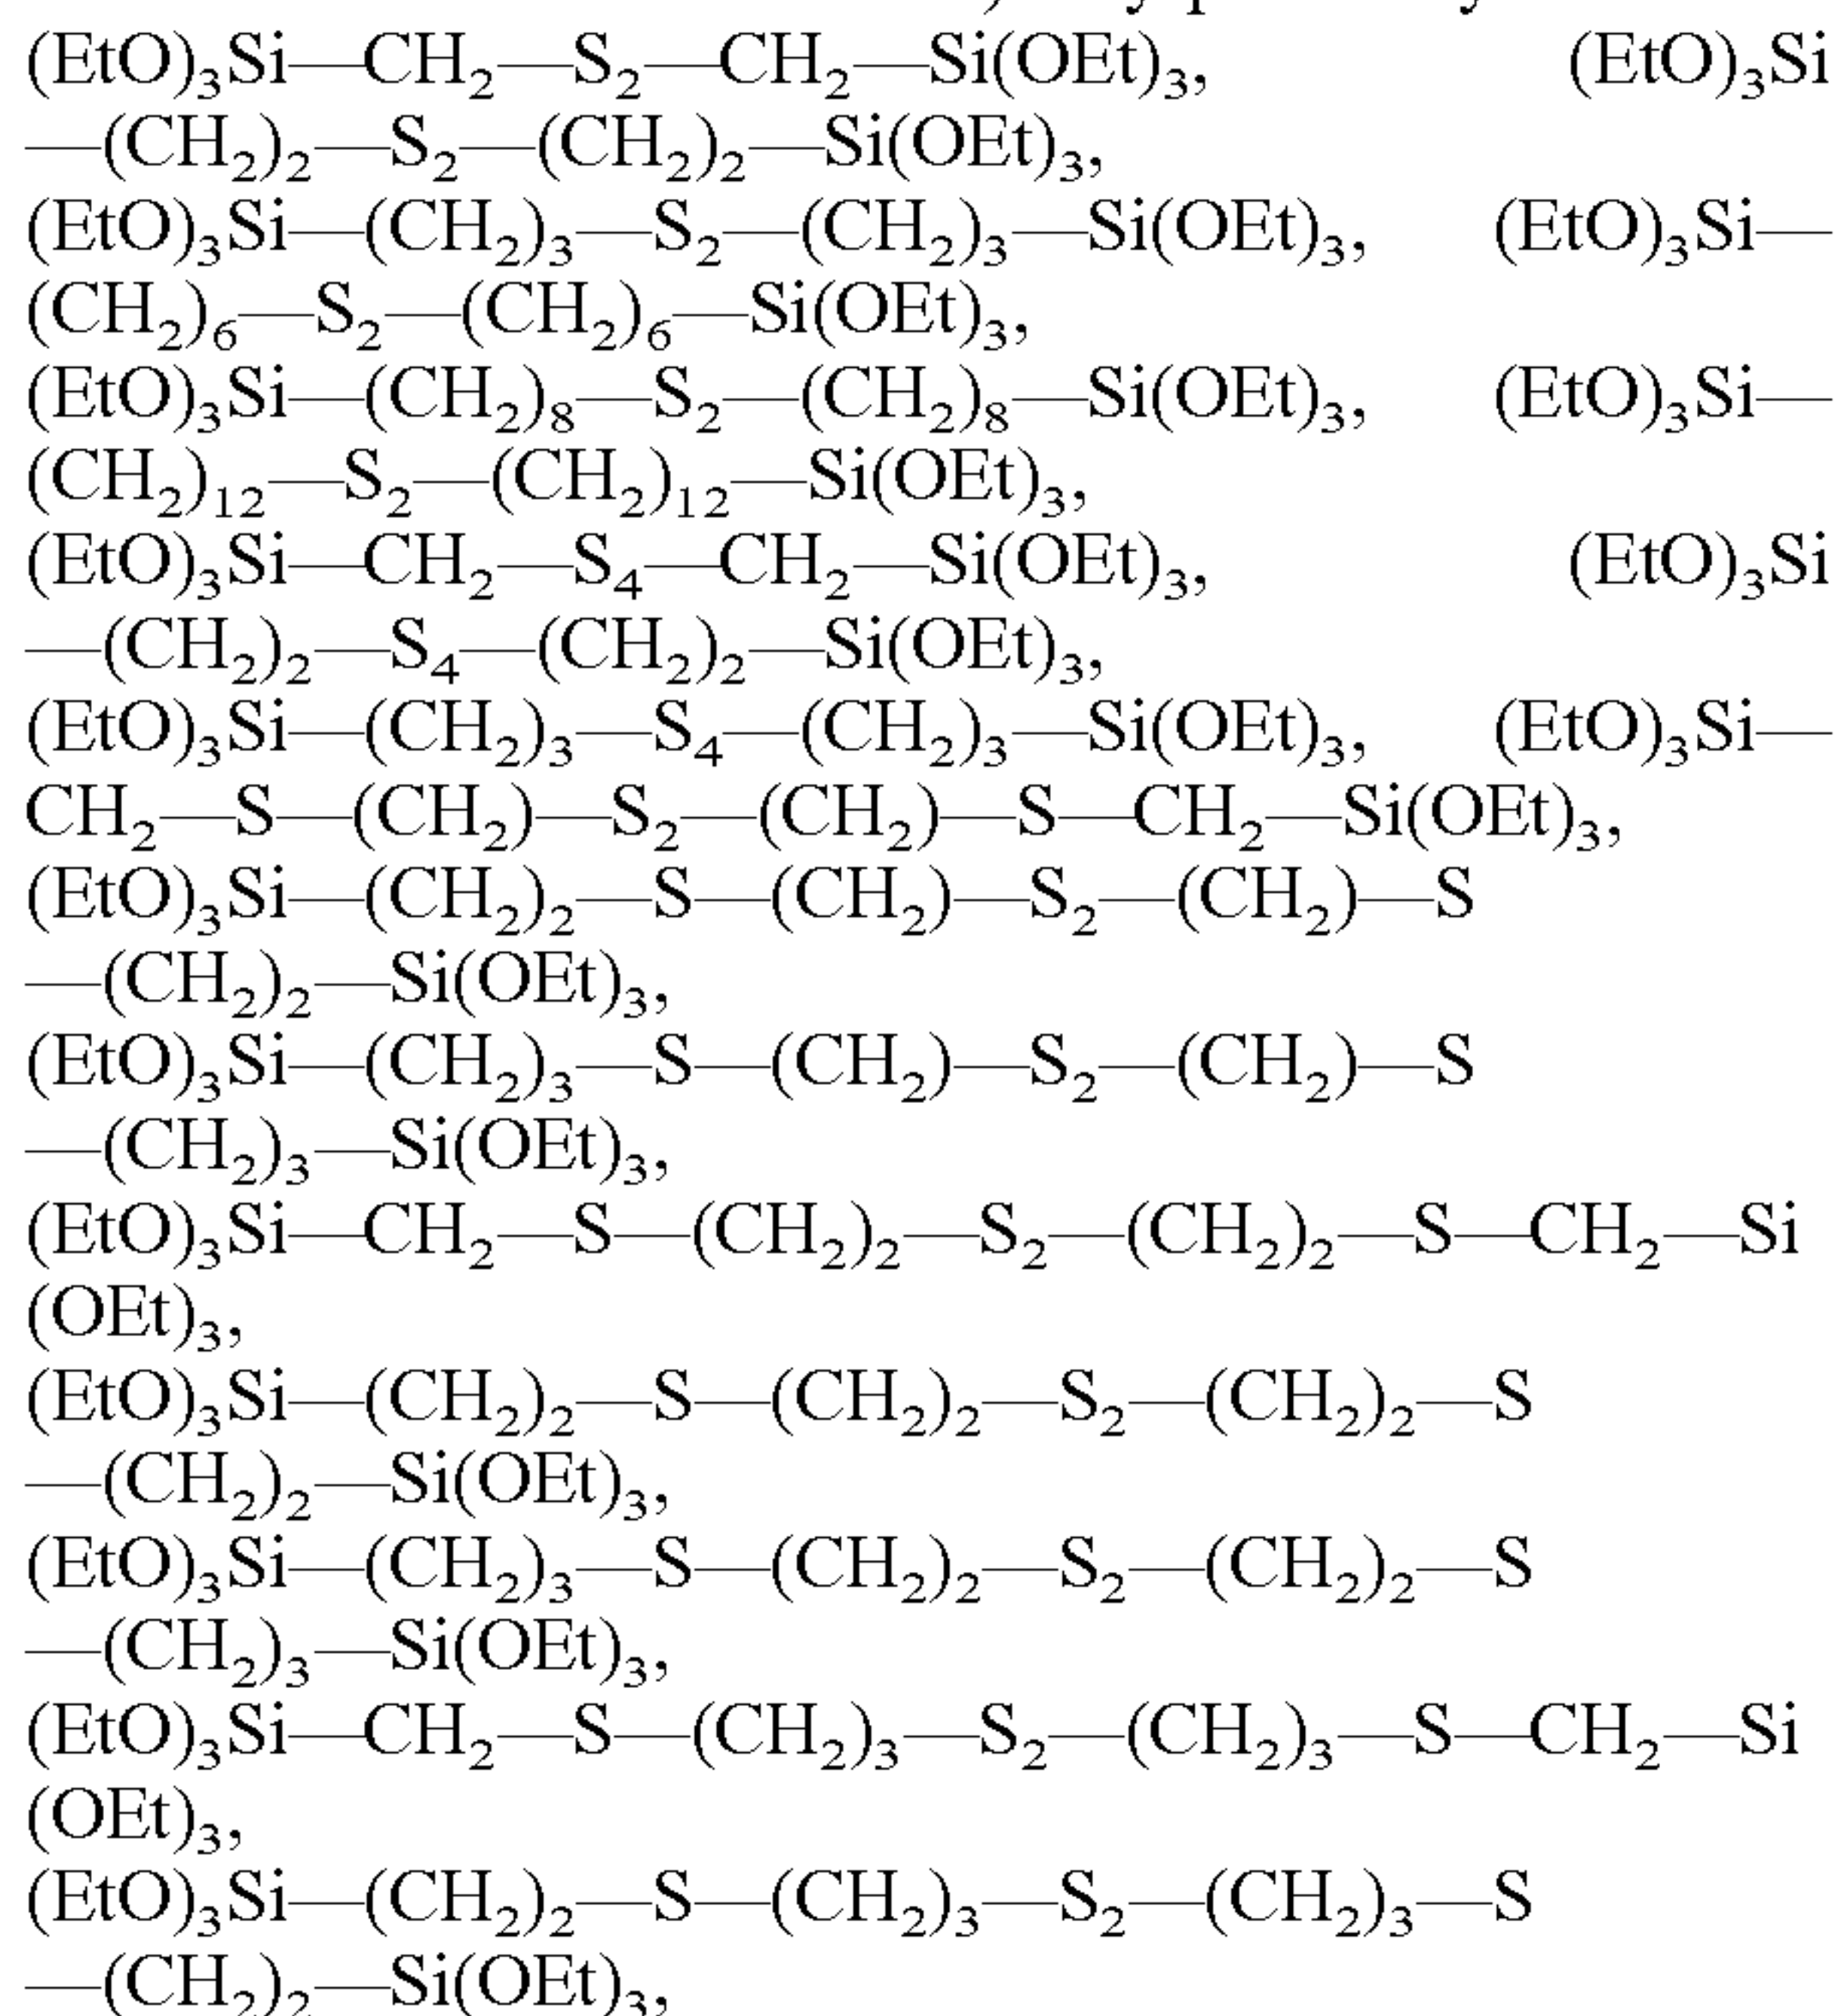 (EtO)₃Si—CH₂—S₂—CH₂—Si(OEt)₃, (EtO)₃Si
—(CH₂)₂—S₂—(CH₂)₂—Si(OEt)₃,
(EtO)₃Si—(CH₂)₃—S₂—(CH₂)₃—Si(OEt)₃, (EtO)₃Si—
(CH₂)₆—S₂—(CH₂)₆—Si(OEt)₃,
(EtO)₃Si—(CH₂)₈—S₂—(CH₂)₈—Si(OEt)₃, (EtO)₃Si—
(CH₂)₁₂—S₂—(CH₂)₁₂—Si(OEt)₃,
(EtO)₃Si—CH₂—S₄—CH₂—Si(OEt)₃, (EtO)₃Si
—(CH₂)₂—S₄—(CH₂)₂—Si(OEt)₃,
(EtO)₃Si—(CH₂)₃—S₄—(CH₂)₃—Si(OEt)₃, (EtO)₃Si—
CH₂—S—(CH₂)—S₂—(CH₂)—S—CH₂—Si(OEt)₃,
(EtO)₃Si—(CH₂)₂—S—(CH₂)—S₂—(CH₂)—S
—(CH₂)₂—Si(OEt)₃,
(EtO)₃Si—(CH₂)₃—S—(CH₂)—S₂—(CH₂)—S
—(CH₂)₃—Si(OEt)₃,
(EtO)₃Si—CH₂—S—(CH₂)₂—S₂—(CH₂)₂—S—CH₂—Si
(OEt)₃,
(EtO)₃Si—(CH₂)₂—S—(CH₂)₂—S₂—(CH₂)₂—S
—(CH₂)₂—Si(OEt)₃,
(EtO)₃Si—(CH₂)₃—S—(CH₂)₂—S₂—(CH₂)₂—S
—(CH₂)₃—Si(OEt)₃,
(EtO)₃Si—CH₂—S—(CH₂)₃—S₂—(CH₂)₃—S—CH₂—Si
(OEt)₃,
(EtO)₃Si—(CH₂)₂—S—(CH₂)₃—S₂—(CH₂)₃—S
—(CH₂)₂—Si(OEt)₃,